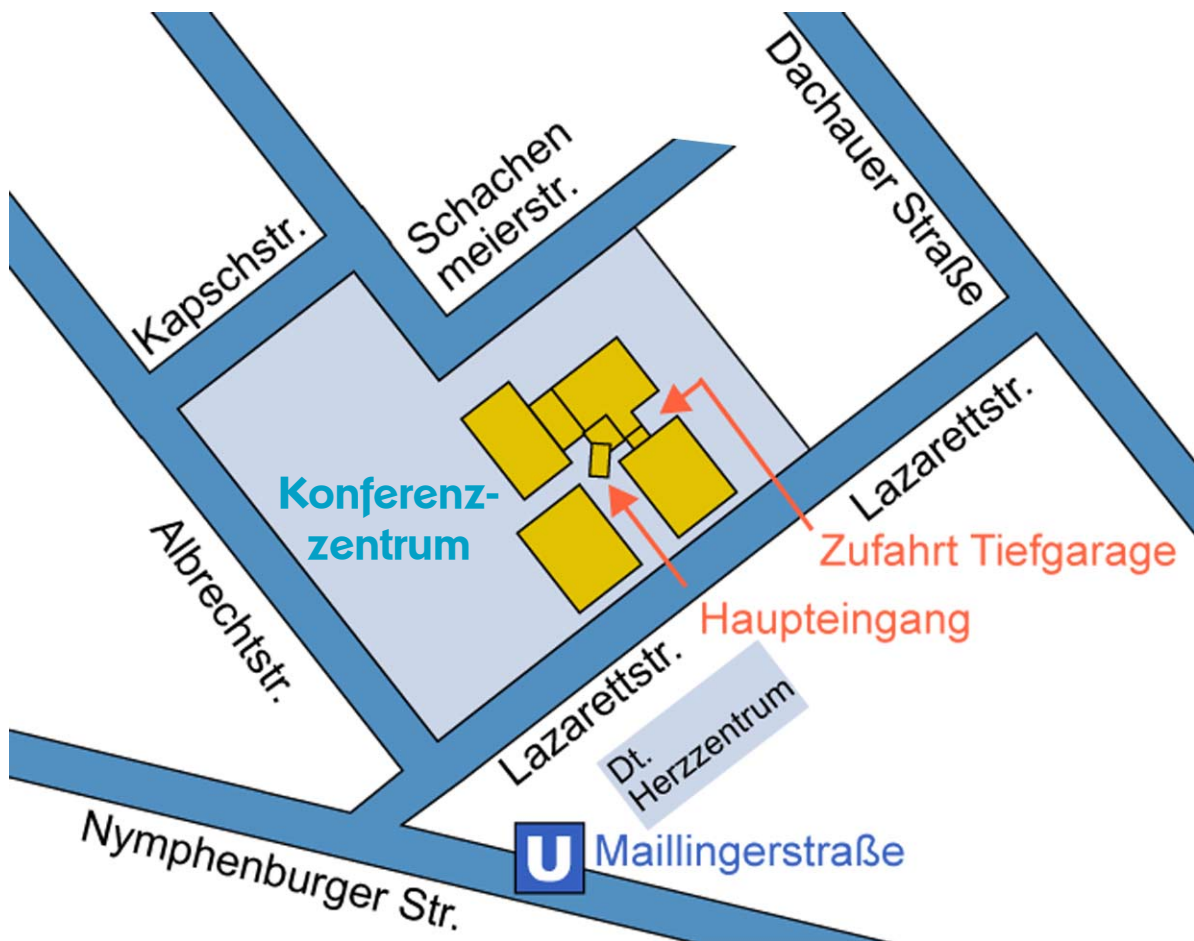 Dachauer Straße
Schachen
meierstr.
Kapschstr.
Lazarettstr.
Konferenz-
zentrum
Zufahrt Tiefgarage
Albrechtstr.
Haupteingang
Lazarettstr.
Dt.
Herzzentrum
Nymphenburger Str.
U
Maillingerstraße